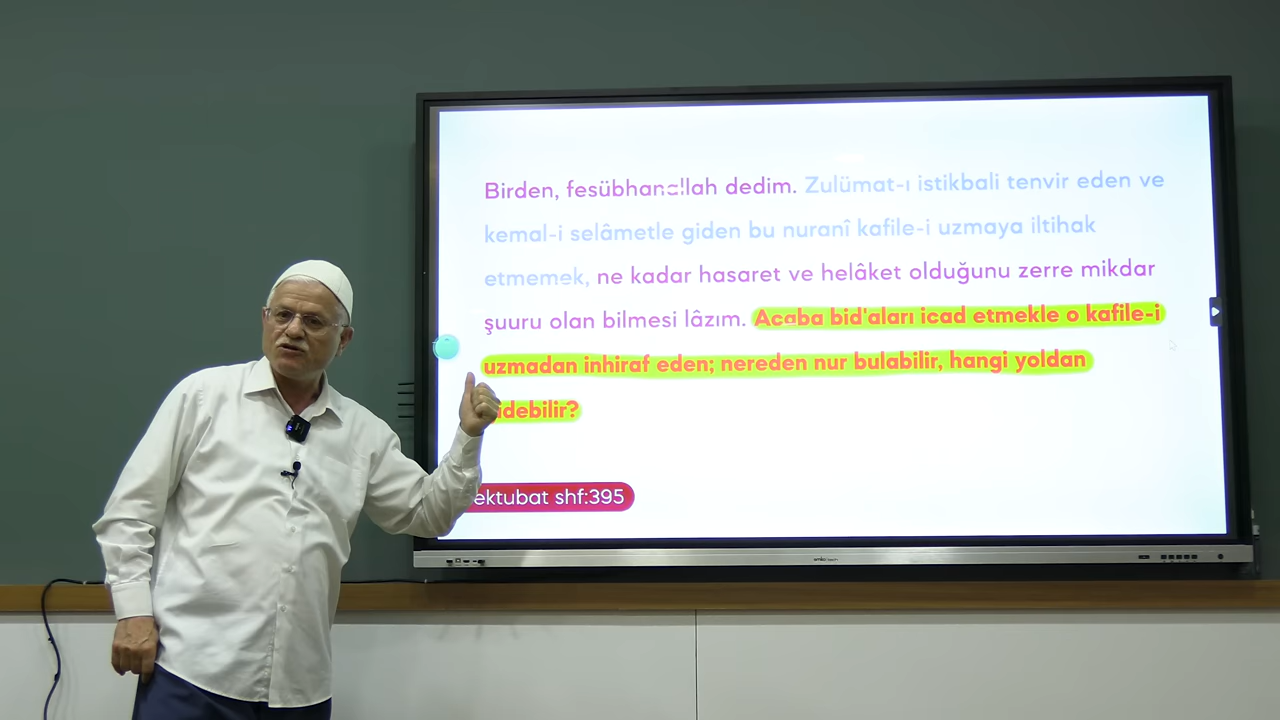 Birden, fesübhanallah dedim. Zulümat-ı istikbali tenvir eden ve
kemal-i selâmetle giden bu nuranî kafile-i uzmaya iltihak
etmemek, ne kadar hasaret ve helâket olduğunu zerre mikdar
şuuru olan bilmesi lâzım. Acaba bid'aları icad etmekle o kafile-i
uzmadan inhiraf eden; nereden nur bulabilir, hangi yoldan
idebilir?
ektubat shf:395